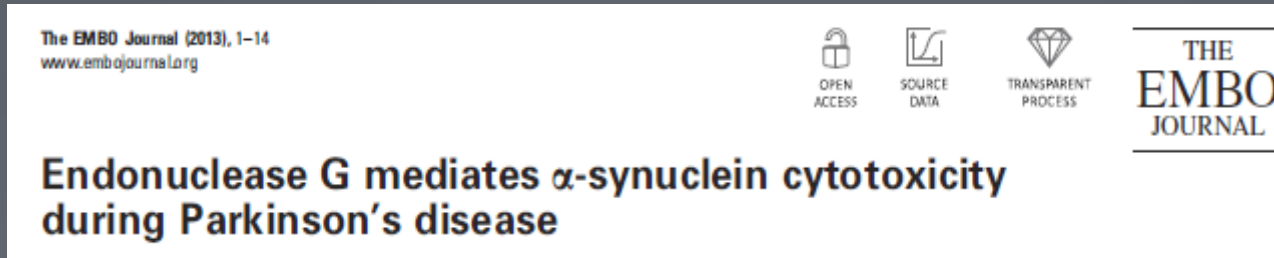 The EMBO Journal (2013), 1–14
www.embojournal.org
OPEN
ACCESS
SOURCE
DATA
TRANSPARENT
PROCESS
THE
EMBO
JOURNAL
Endonuclease G mediates α-synuclein cytotoxicity
during Parkinson's disease